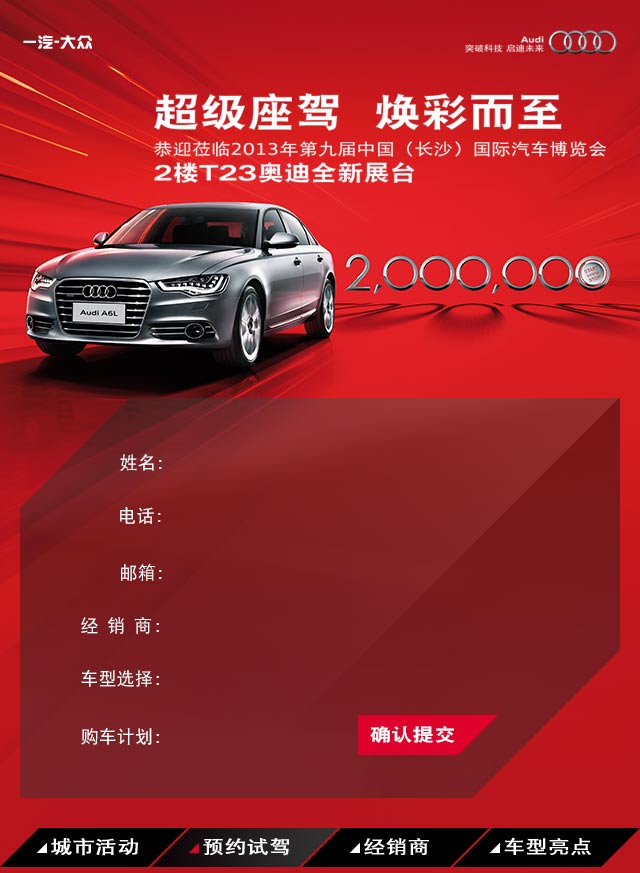 一汽-大众
Audi
突破科技 启迪未来
超级座驾 焕彩而至
恭迎莅临2013年第九届中国（长沙）国际汽车博览会
2楼T23奥迪全新展台
2,000,000
START
STOP
Audi A6L
姓名:
电话:
邮箱:
经 销 商:
车型选择:
购车计划:
确认提交
城市活动
预约试驾
经销商
车型亮点